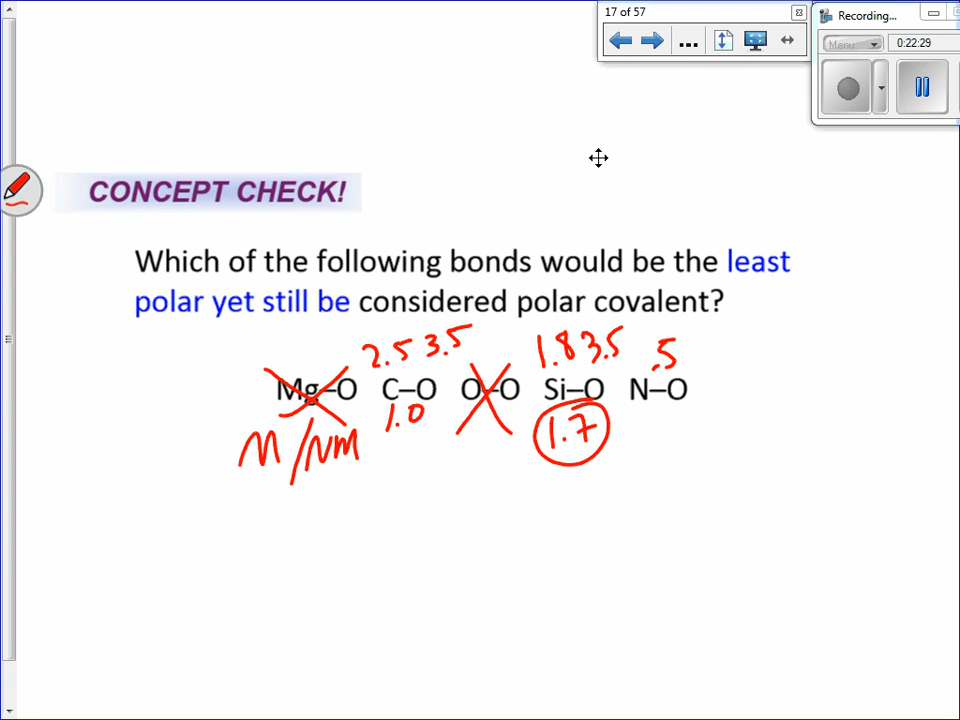 17 of 57
Recording...
Menu
0:22:29
CONCEPT CHECK!
Which of the following bonds would be the least
polar yet still be considered polar covalent?
2.5 3.5 1.8 3.5 .5
Mg–O C–O O–O Si–O N–O
1.0 1.7
M/NM